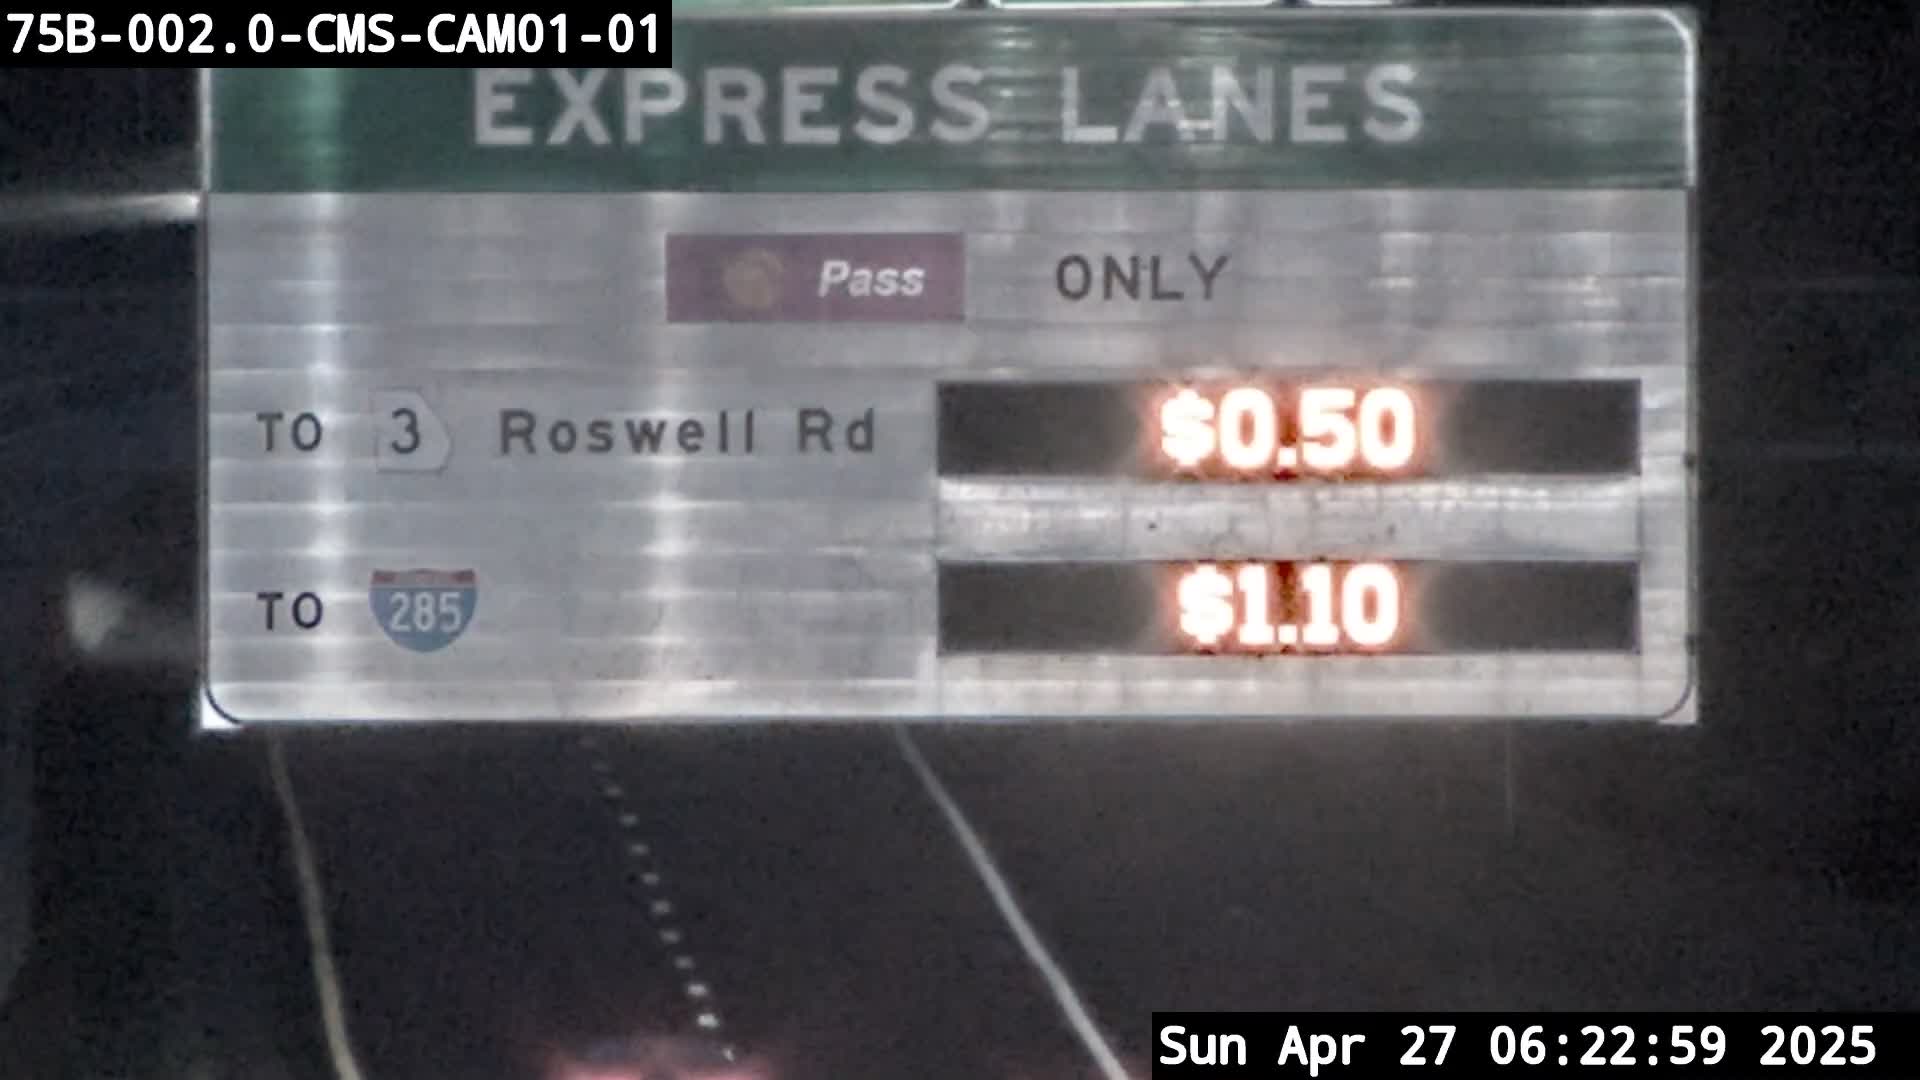 75B-002.0-CMS-CAM01-01
EXPRESS LANES
Pass ONLY
TO 3 Roswell Rd $0.50
TO 285 $1.10
Sun Apr 27 06:22:59 2025